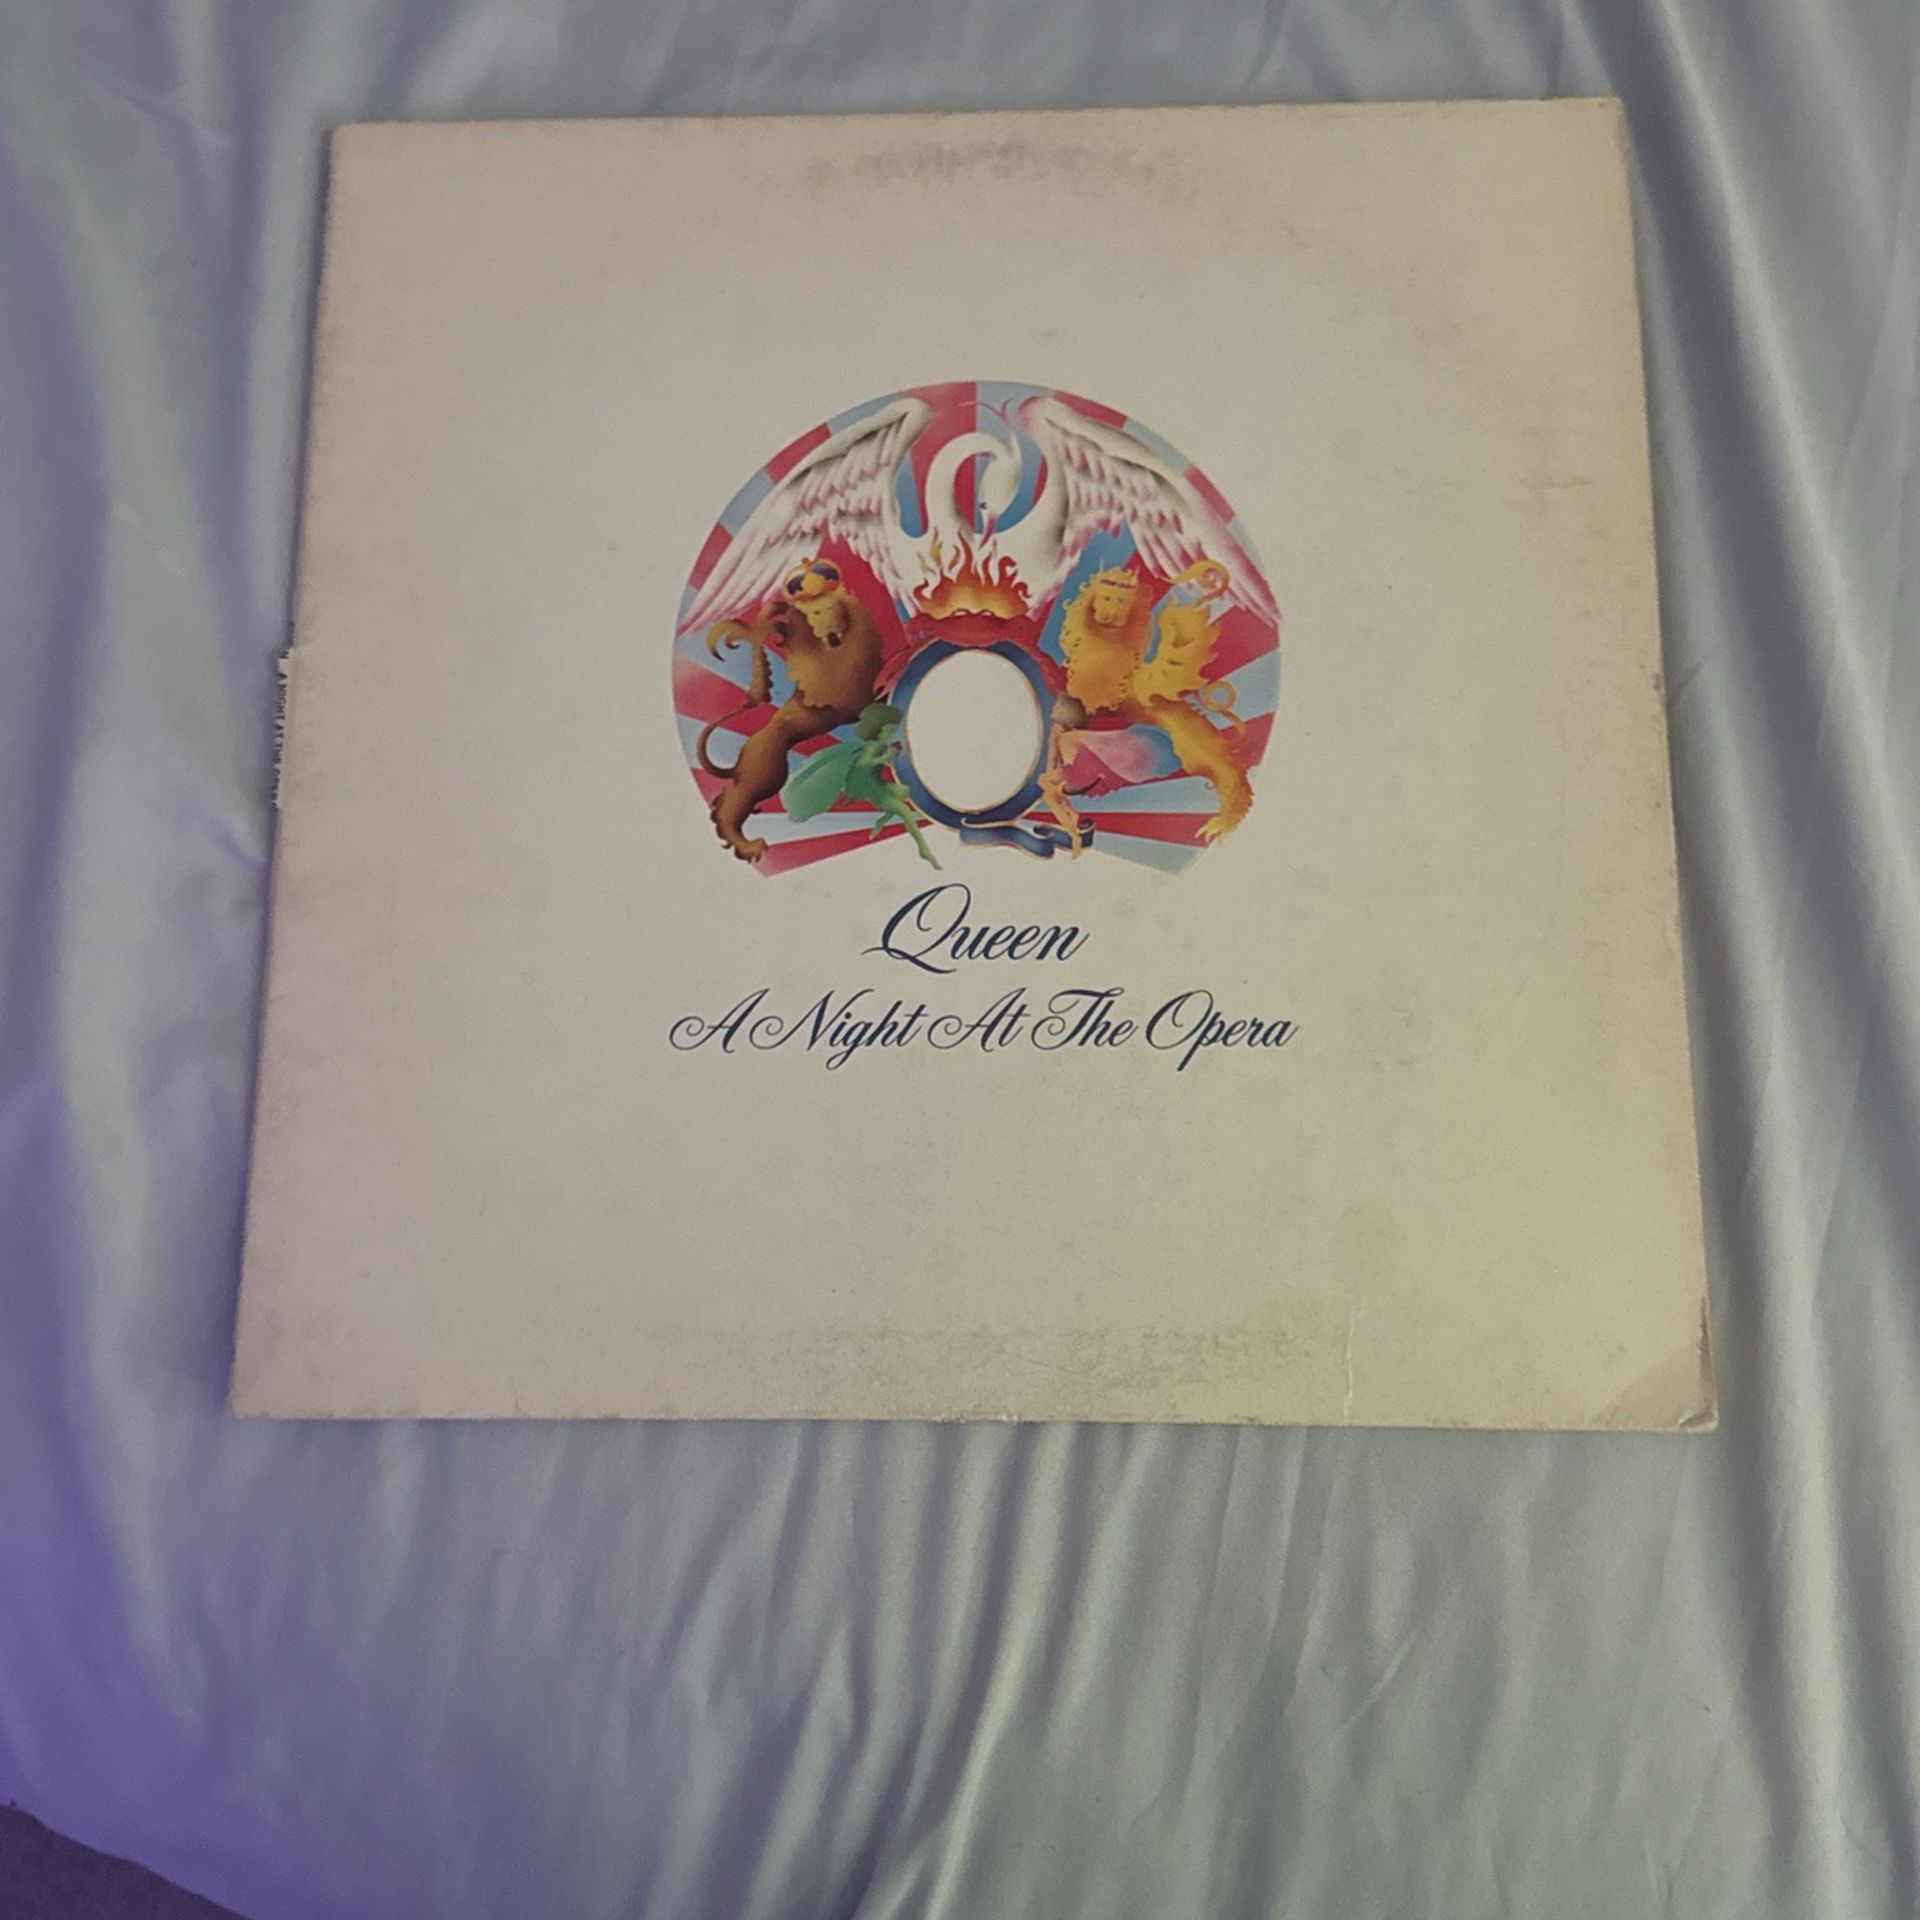 Queen
A Night At The Opera